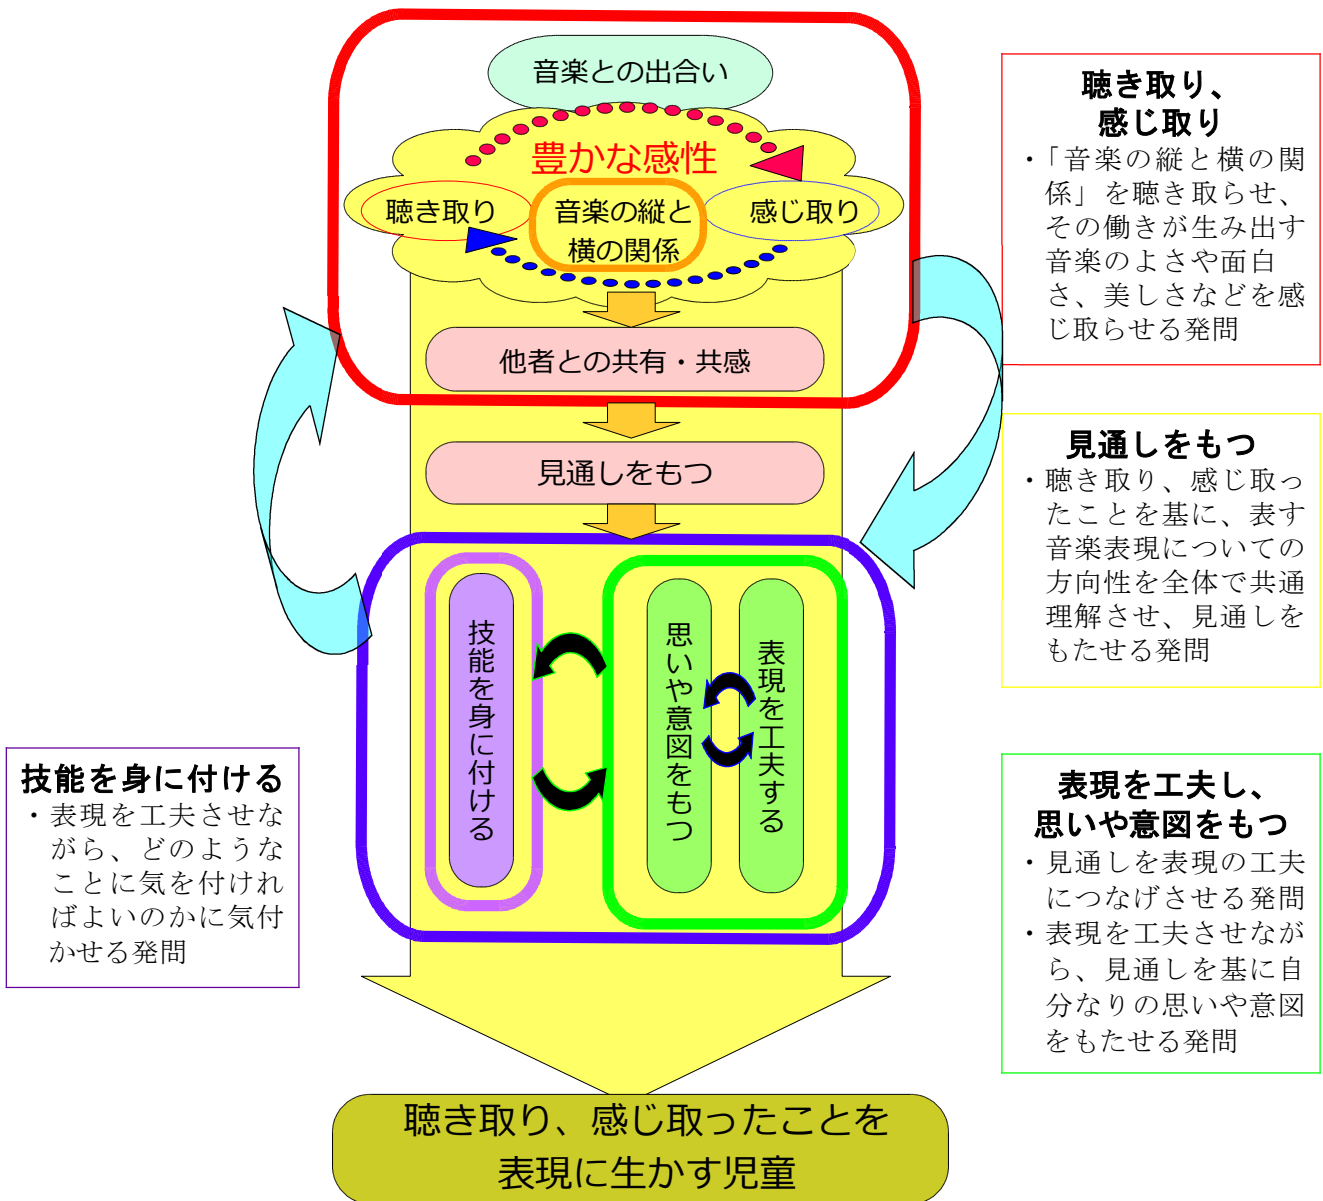 音楽との出合い
豊かな感性
聴き取り
音楽の縦と
横の関係
感じ取り
他者との共有・共感
見通しをもつ
技能を身に付ける
思いや意図をもつ
表現を工夫する
聴き取り、感じ取ったことを
表現に生かす児童
聴き取り、
感じ取り
・「音楽の縦と横の関
係」を聴き取らせ、
その働きが生み出す
音楽のよさや面白
さ、美しさなどを感
じ取らせる発問
見通しをもつ
・聴き取り、感じ取っ
たことを基に、表す
音楽表現についての
方向性を全体で共通
理解させ、見通しを
もたせる発問
表現を工夫し、
思いや意図をもつ
・見通しを表現の工夫
につなげさせる発問
・表現を工夫させなが
ら、見通しを基に自
分なりの思いや意図
をもたせる発問
技能を身に付ける
・表現を工夫させな
がら、どのような
ことに気を付けれ
ばよいのかに気付
かせる発問